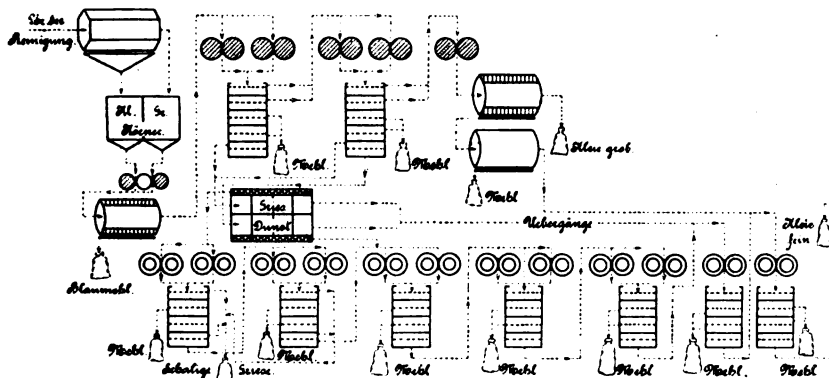 Von der
Reinigung.
Kl. Gr.
Körner.
Kleie grob.
Mehl. Mehl.
Mehl
Gries
Dunst
Uebergänge
Kleie
fein
Blaumehl.
Mehl Mehl.
Schalige Griese.
Mehl Mehl Mehl Mehl. Mehl